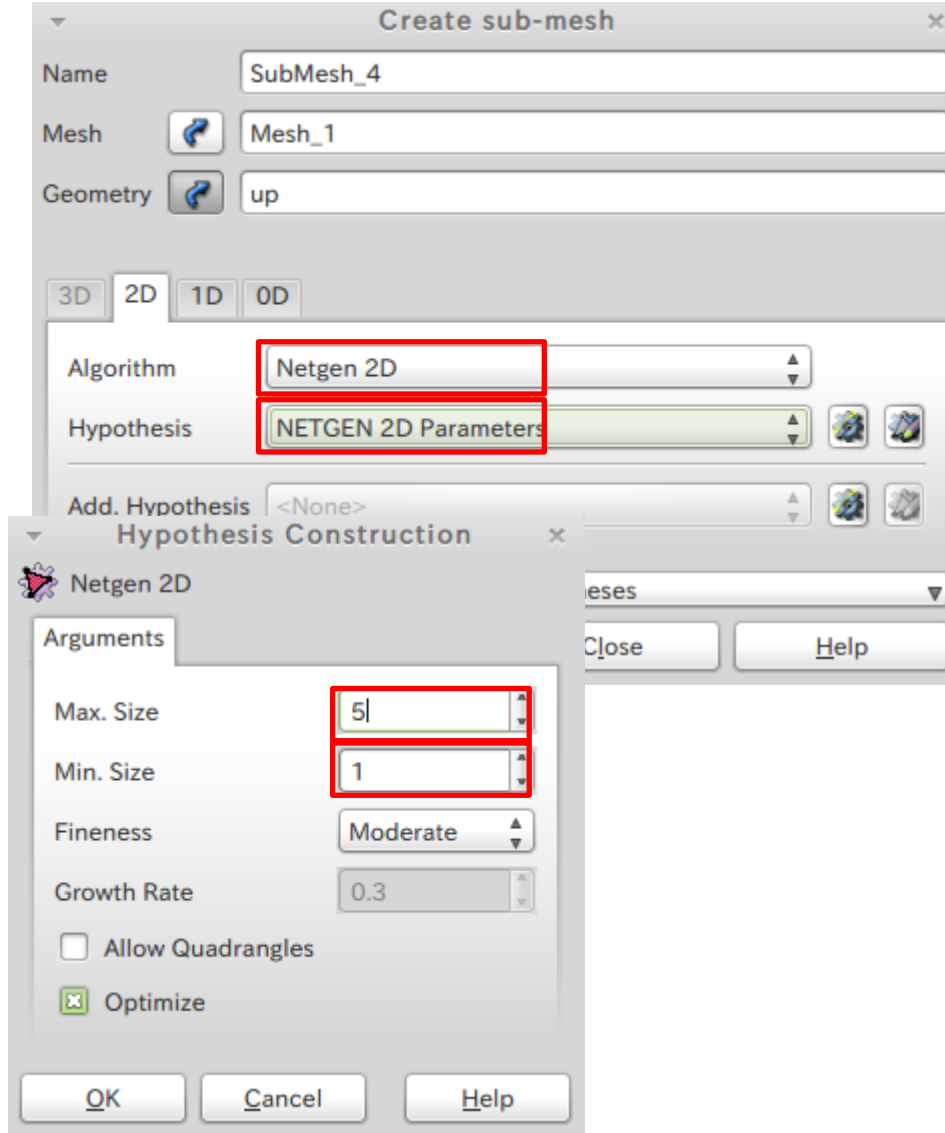 Create sub-mesh
Name SubMesh_4
Mesh Mesh_1
Geometry up
3D 2D 1D 0D
Algorithm Netgen 2D
Hypothesis NETGEN 2D Parameters
Add. Hypothesis <None>
eses
Close Help
Hypothesis Construction
Netgen 2D
Arguments
Max. Size 5
Min. Size 1
Fineness Moderate
Growth Rate 0.3
Allow Quadrangles
Optimize
OK Cancel Help